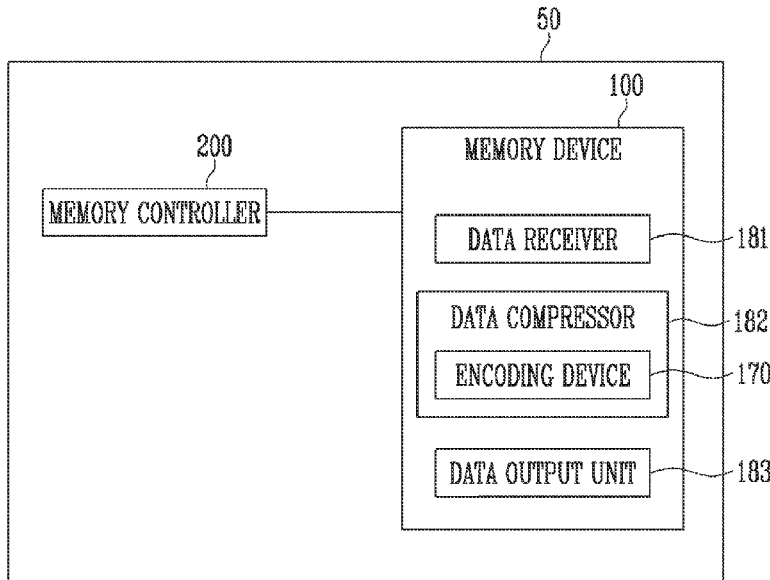 50
100
MEMORY DEVICE
200
MEMORY CONTROLLER
DATA RECEIVER
181
DATA COMPRESSOR
182
ENCODING DEVICE
170
DATA OUTPUT UNIT
183